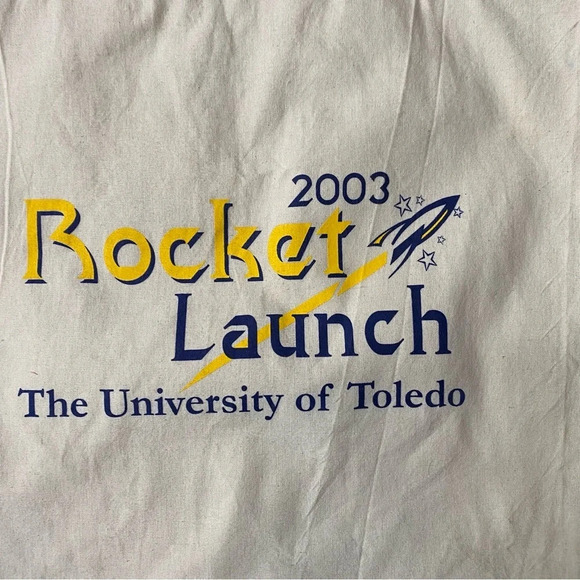 2003
Rocket
Launch
The University of Toledo